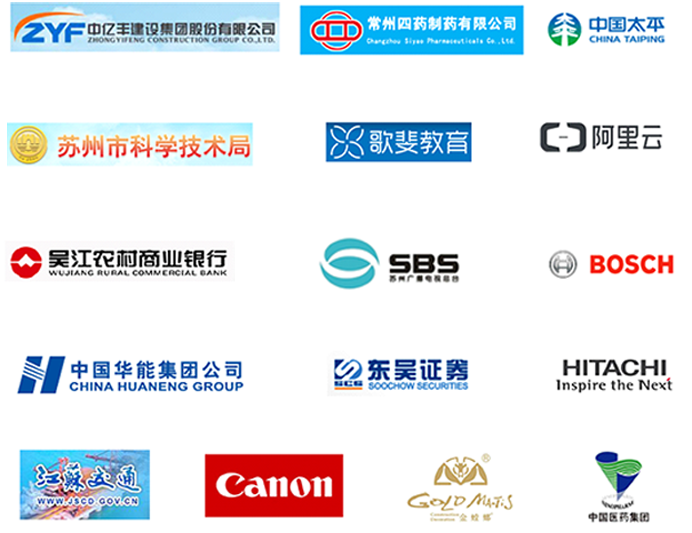 ZYF 中亿丰建设集团股份有限公司
ZHONGYIFENG CONSTRUCTION GROUP CO.,LTD.
常州四药制药有限公司
Changzhou Siyao Pharmaceuticals Co.,Ltd.
中国太平
CHINA TAIPING
苏州市科学技术局
歌斐教育
阿里云
吴江农村商业银行
WUJIANG RURAL COMMERCIAL BANK
SBS
苏州广播电视总台
BOSCH
中国华能集团公司
CHINA HUANENG GROUP
SCS
东吴证券
SOOCHOW SECURITIES
HITACHI
Inspire the Next
江苏交通
WWW.JSCD.GOV.CN
Canon
®
GOLD MANTIS
Construction
Decoration
金螳螂
SINOPHARM
中国医药集团